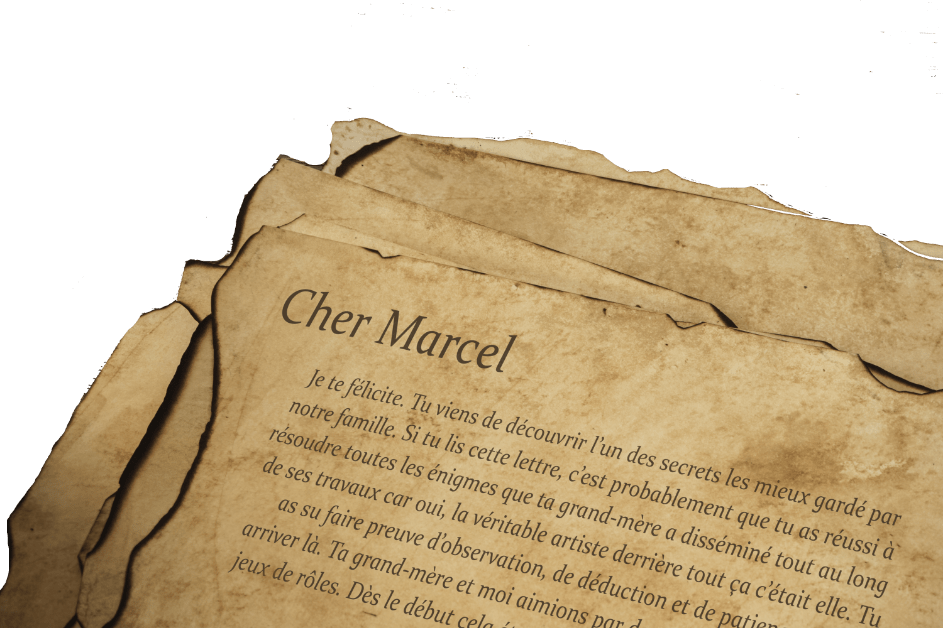 Cher Marcel
Je te félicite. Tu viens de découvrir l'un des secrets les mieux gardé par
notre famille. Si tu lis cette lettre, c'est probablement que tu as réussi à
résoudre toutes les énigmes que ta grand-mère a disséminé tout au long
de ses travaux car oui, la véritable artiste derrière tout ça c'était elle. Tu
as su faire preuve d'observation, de déduction et de
arriver là. Ta grand-mère et moi aimions par
jeux de rôles. Dès le début cela